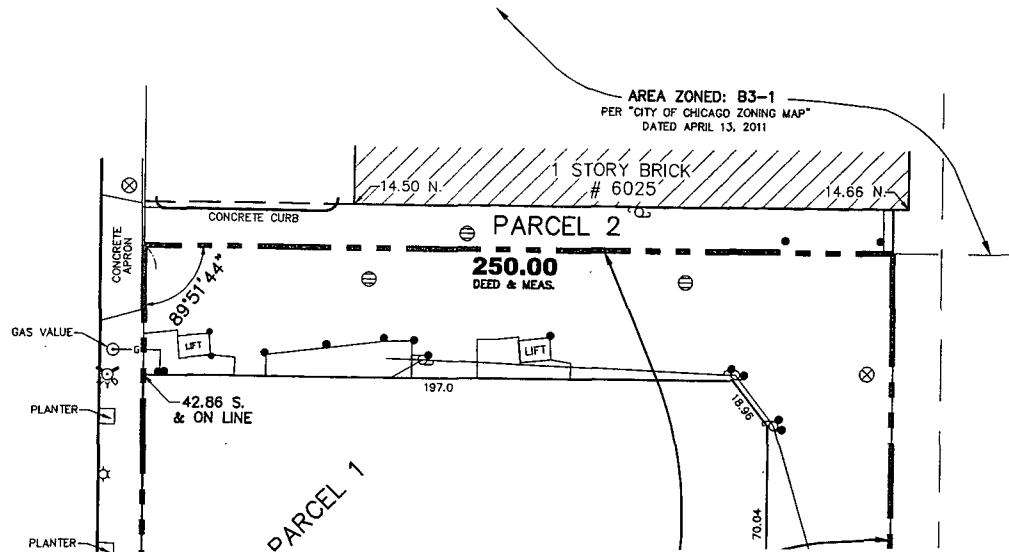 AREA ZONED: B3-1
PER "CITY OF CHICAGO ZONING MAP"
DATED APRIL 13, 2011
1 STORY BRICK
# 6025
14.50 N.
14.66 N.
CONCRETE CURB
PARCEL 2
CONCRETE
APRON
250.00
DEED & MEAS.
89°51'44"
GAS VALUE
G
LIFT
LIFT
197.0
42.86 S.
& ON LINE
PLANTER
18.96
PARCEL 1
70.04
PLANTER